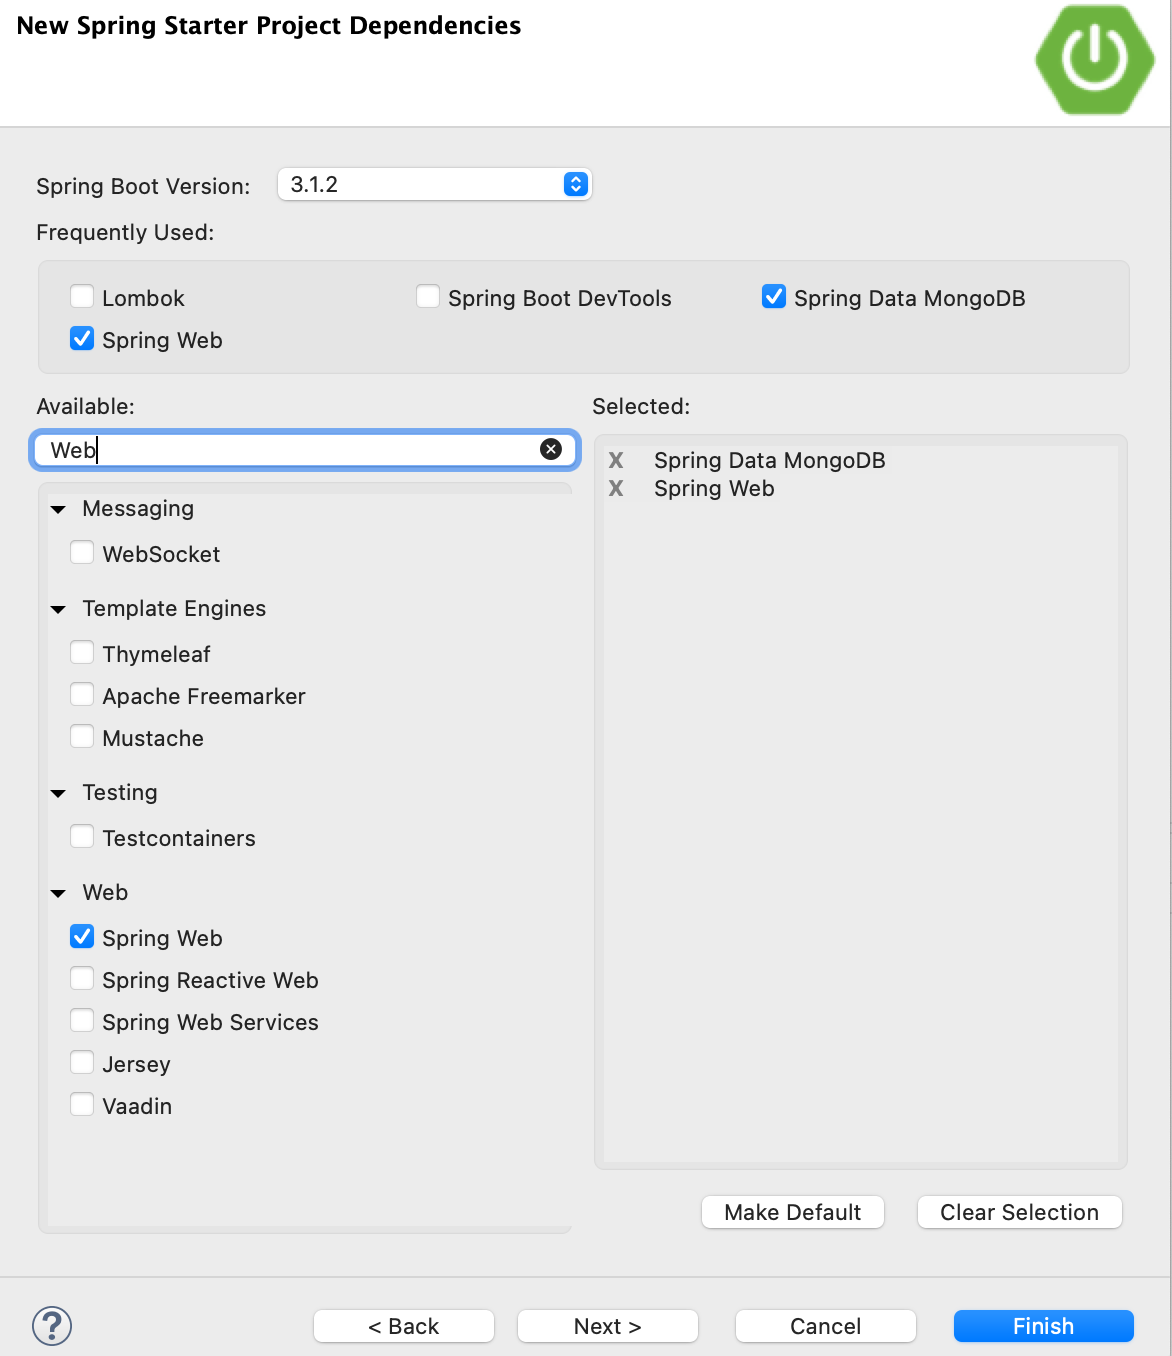 New Spring Starter Project Dependencies
Spring Boot Version: 3.1.2
Frequently Used:
Lombok Spring Boot DevTools Spring Data MongoDB
Spring Web
Available: Selected:
Web
X Spring Data MongoDB
X Spring Web
Messaging
WebSocket
Template Engines
Thymeleaf
Apache Freemarker
Mustache
Testing
Testcontainers
Web
Spring Web
Spring Reactive Web
Spring Web Services
Jersey
Vaadin
Make Default Clear Selection
? < Back Next > Cancel Finish